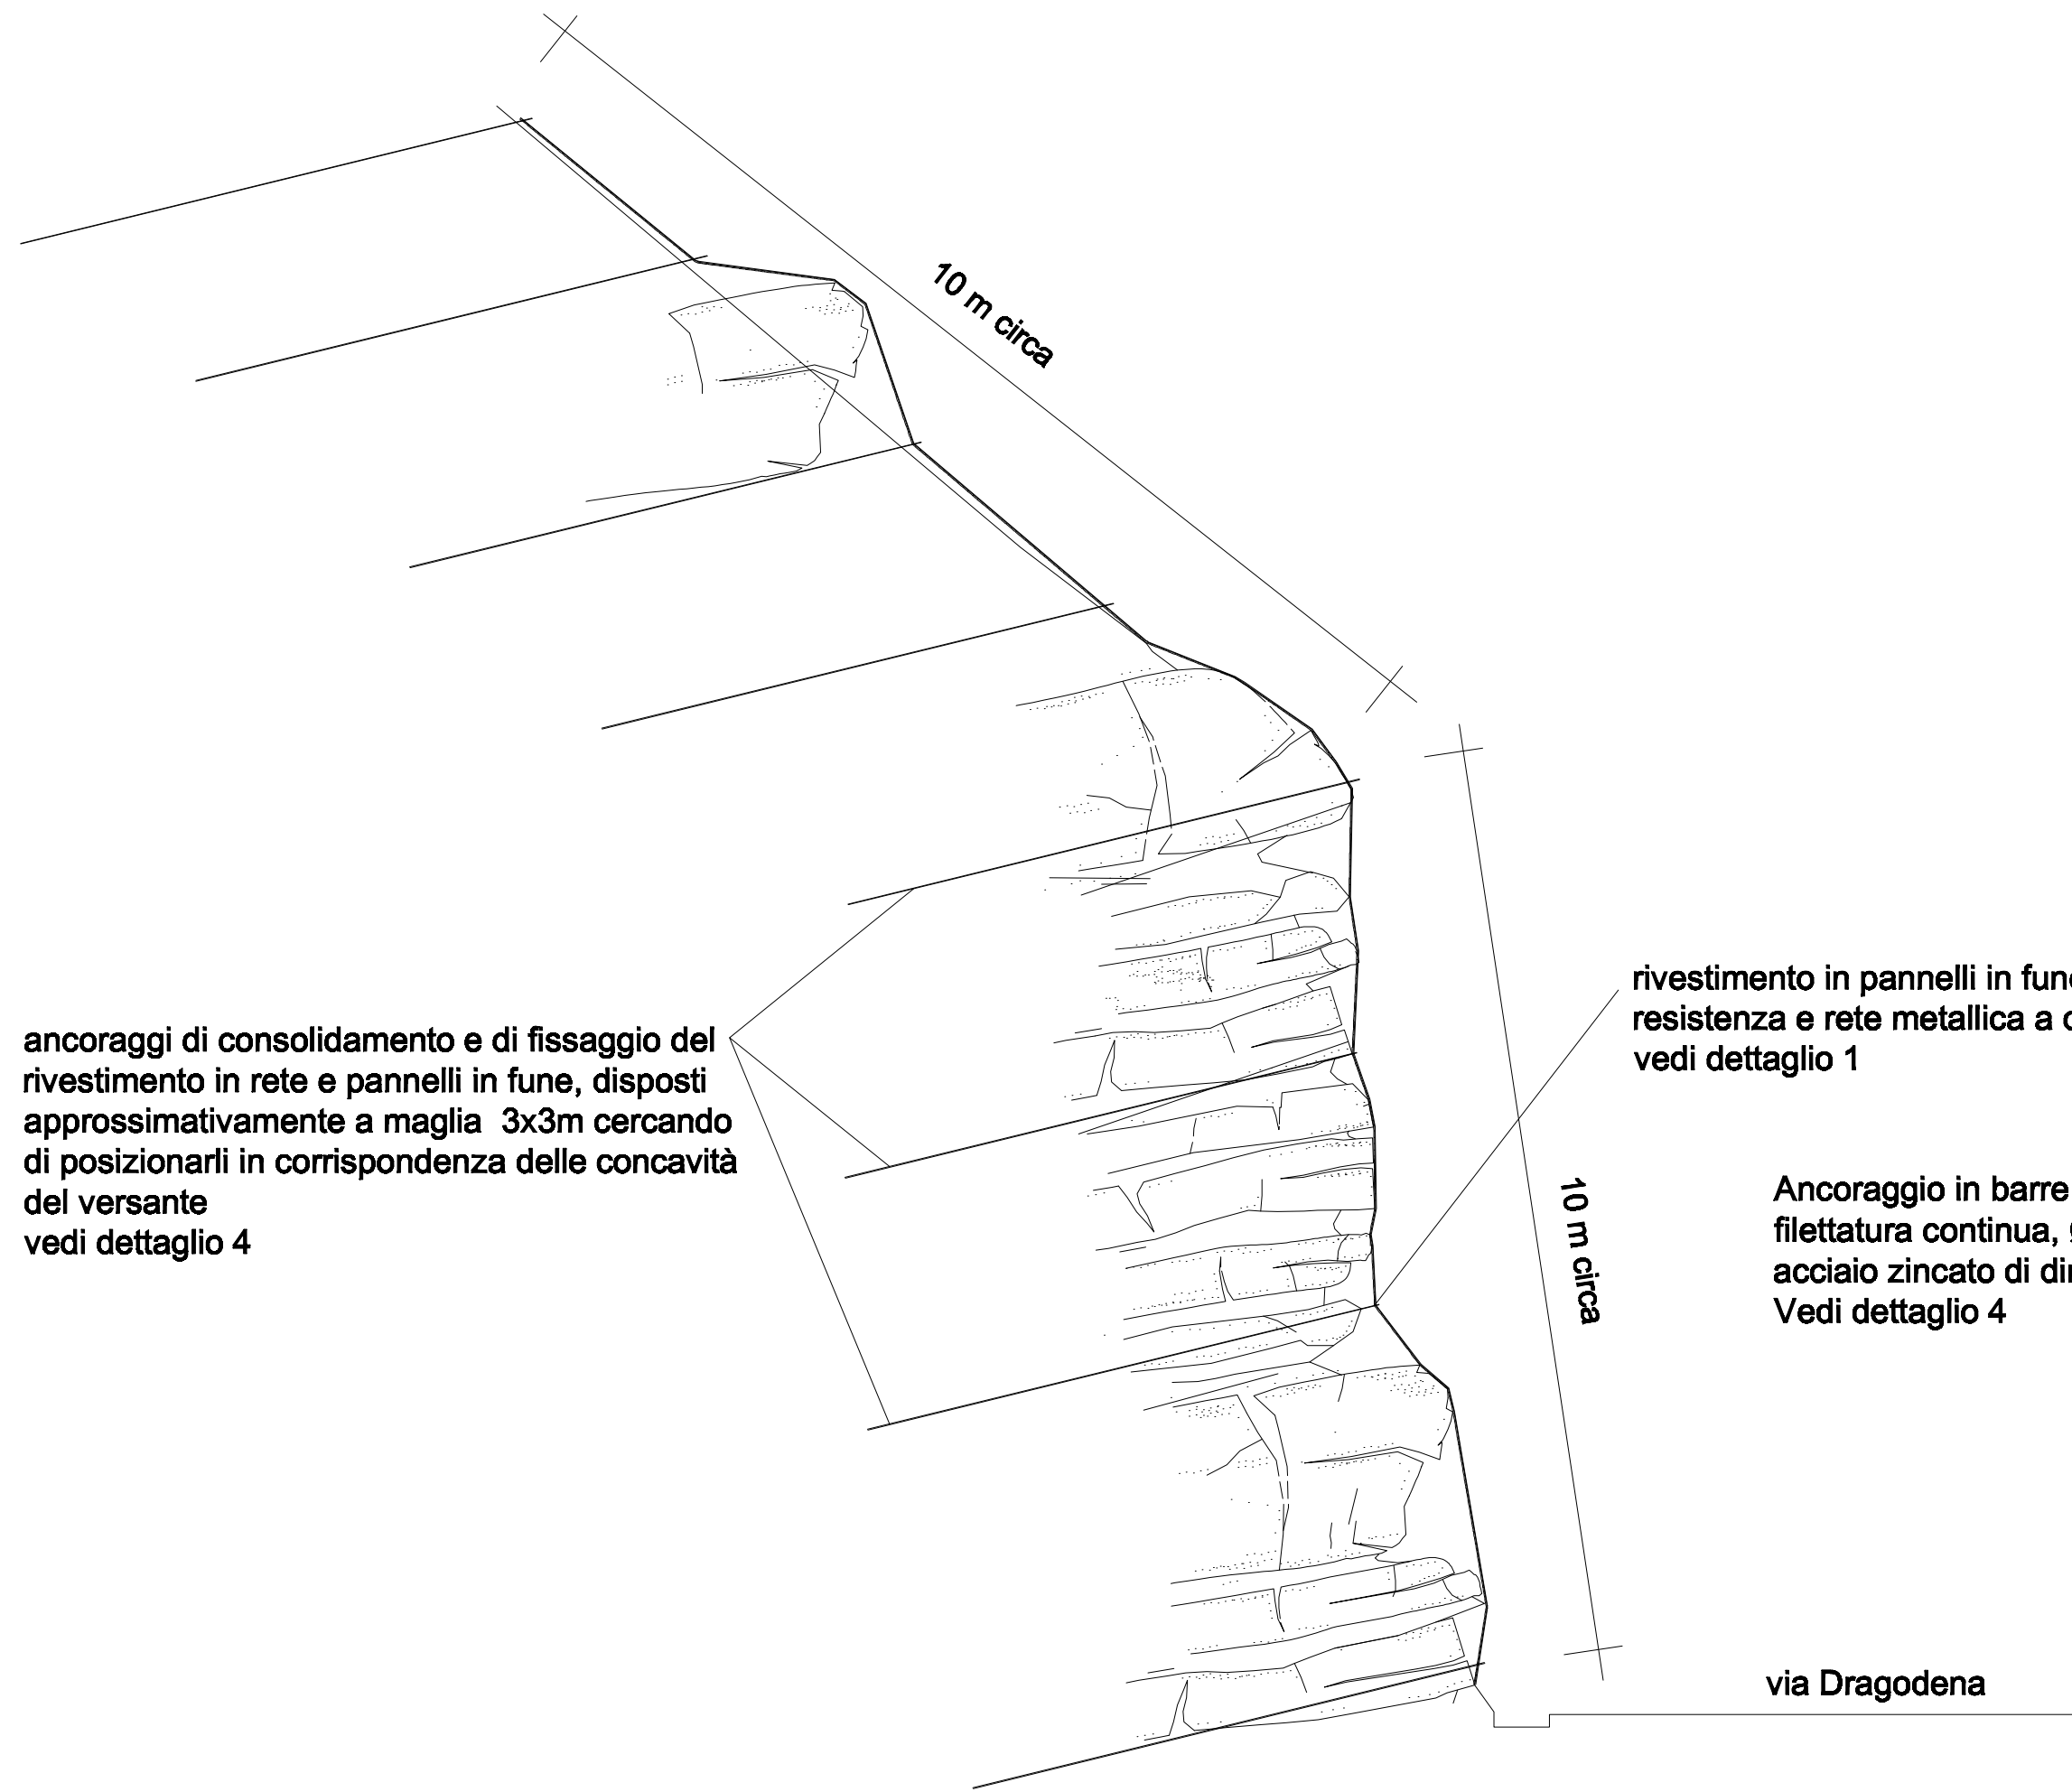 10 m circa
ancoraggi di consolidamento e di fissaggio del
rivestimento in rete e pannelli in fune, disposti
approssimativamente a maglia 3x3m cercando
di posizionarli in corrispondenza delle concavità
del versante
vedi dettaglio 4
rivestimento in pannelli in fune
resistenza e rete metallica a
vedi dettaglio 1
10 m circa
Ancoraggio in barre
filettatura continua,
acciaio zincato di
Vedi dettaglio 4
via Dragodena